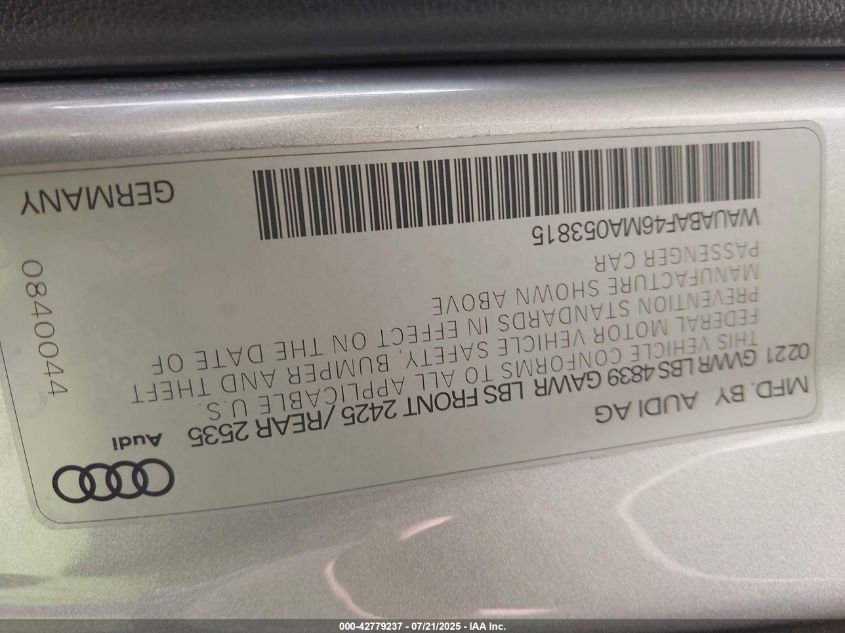 MFD. BY AUDI AG
0221 GVWR LBS 4839 GAWR LBS FRONT 2425 / REAR 2535
THIS VEHICLE CONFORMS TO ALL APPLICABLE U.S.
FEDERAL MOTOR VEHICLE SAFETY, BUMPER AND THEFT
PREVENTION STANDARDS IN EFFECT ON THE DATE OF
MANUFACTURE SHOWN ABOVE
PASSENGER CAR
WAUABAF46MA053815
GERMANY
0840044
Audi
000-42779237 - 07/21/2025 - IAA Inc.